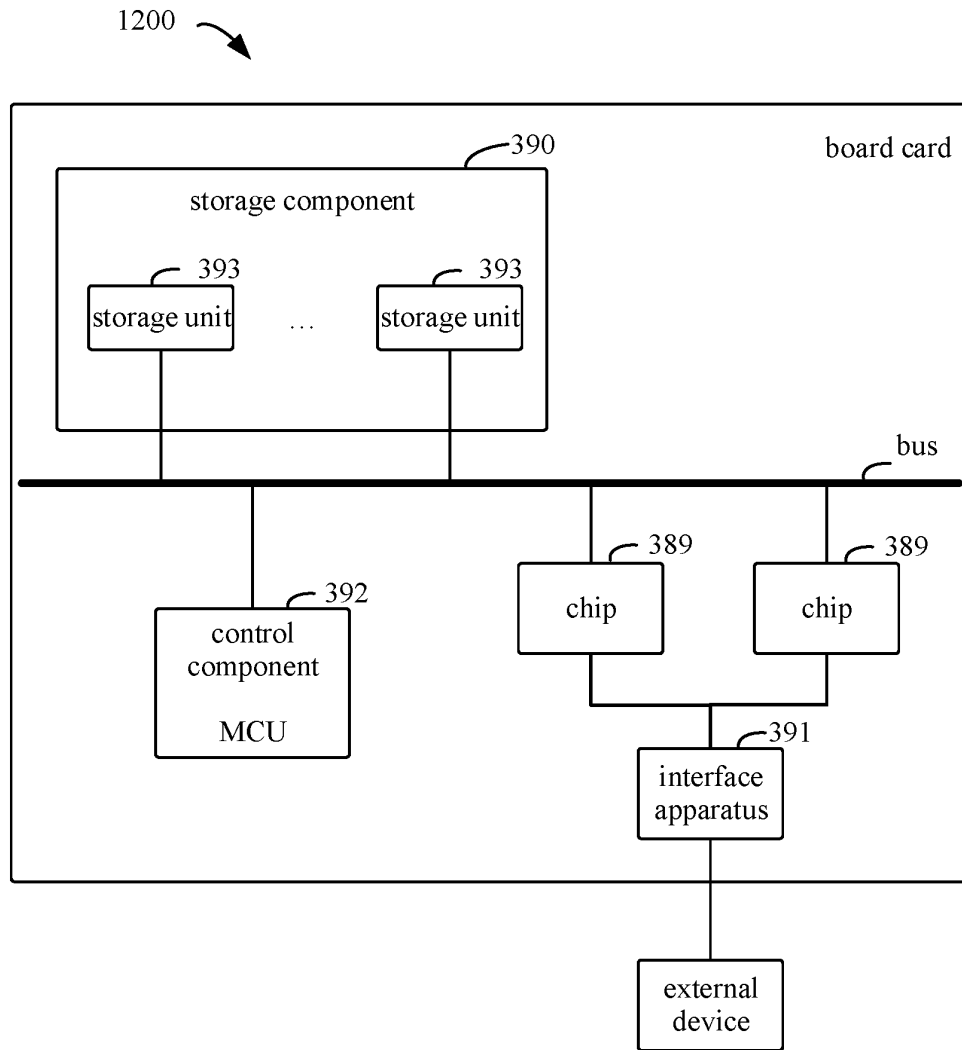 1200
board card
390
storage component
393
393
storage unit
...
storage unit
bus
389
389
392
chip
chip
control
component
MCU
391
interface
apparatus
external
device